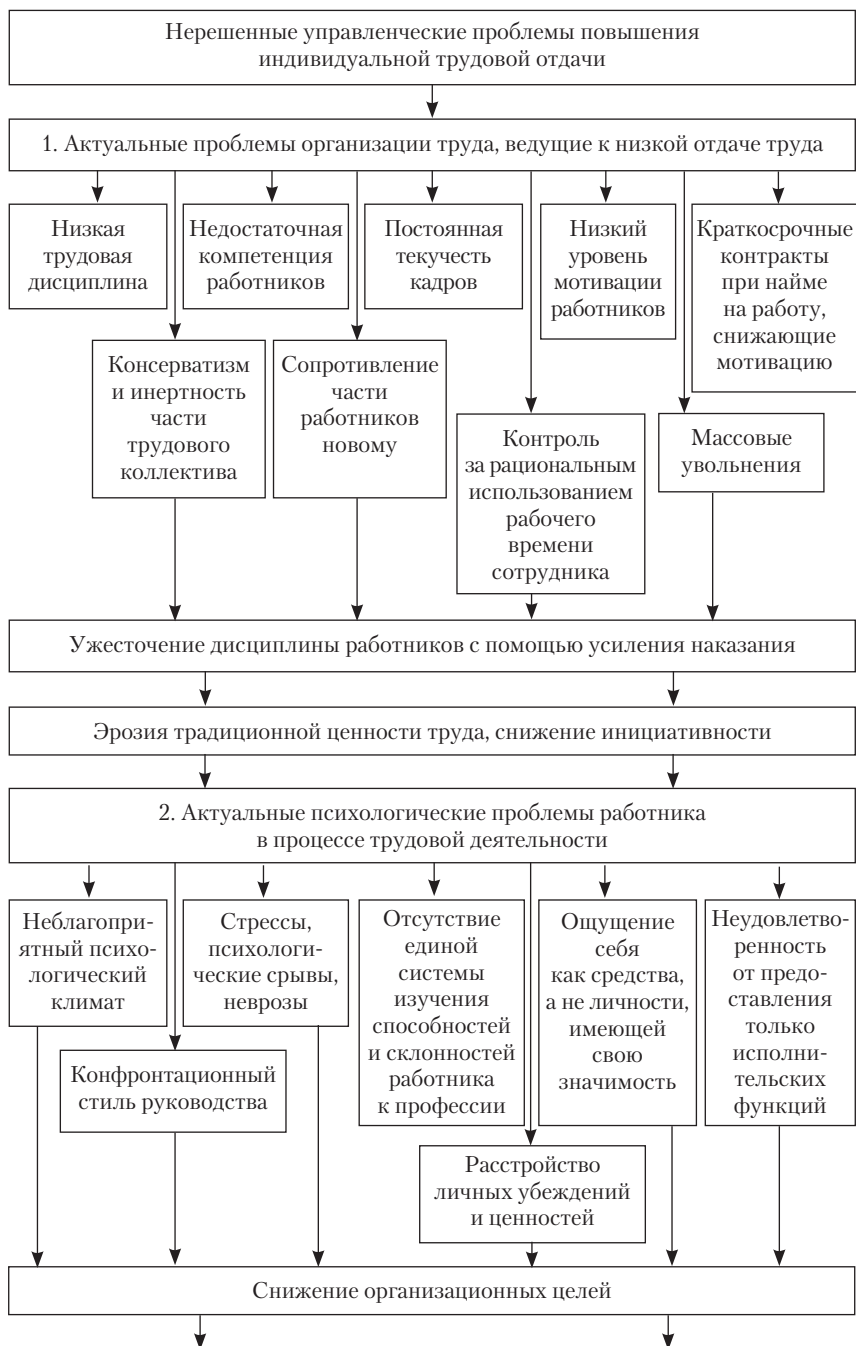 Нерешенные управленческие проблемы повышения
индивидуальной трудовой отдачи
1. Актуальные проблемы организации труда, ведущие к низкой отдаче труда
Низкая
трудовая
дисциплина
Недостаточная
компетенция
работников
Постоянная
текучесть
кадров
Низкий
уровень
мотивации
работников
Краткосрочные
контракты
при найме
на работу,
снижающие
мотивацию
Консерватизм
и инертность
части
трудового
коллектива
Сопротивление
части
работников
новому
Контроль
за рациональным
использованием
рабочего
времени
сотрудника
Массовые
увольнения
Ужесточение дисциплины работников с помощью усиления наказания
Эрозия традиционной ценности труда, снижение инициативности
2. Актуальные психологические проблемы работника
в процессе трудовой деятельности
Неблагопри-
ятный психо-
логический
климат
Стрессы,
психологи-
ческие срывы,
неврозы
Отсутствие
единой
системы
изучения
способностей
и склонностей
работника
к профессии
Ощущение
себя
как средства,
а не личности,
имеющей
свою
значимость
Неудовлетво-
ренность
от предо-
ставления
только
исполни-
тельских
функций
Конфронтационный
стиль руководства
Расстройство
личных убеждений
и ценностей
Снижение организационных целей